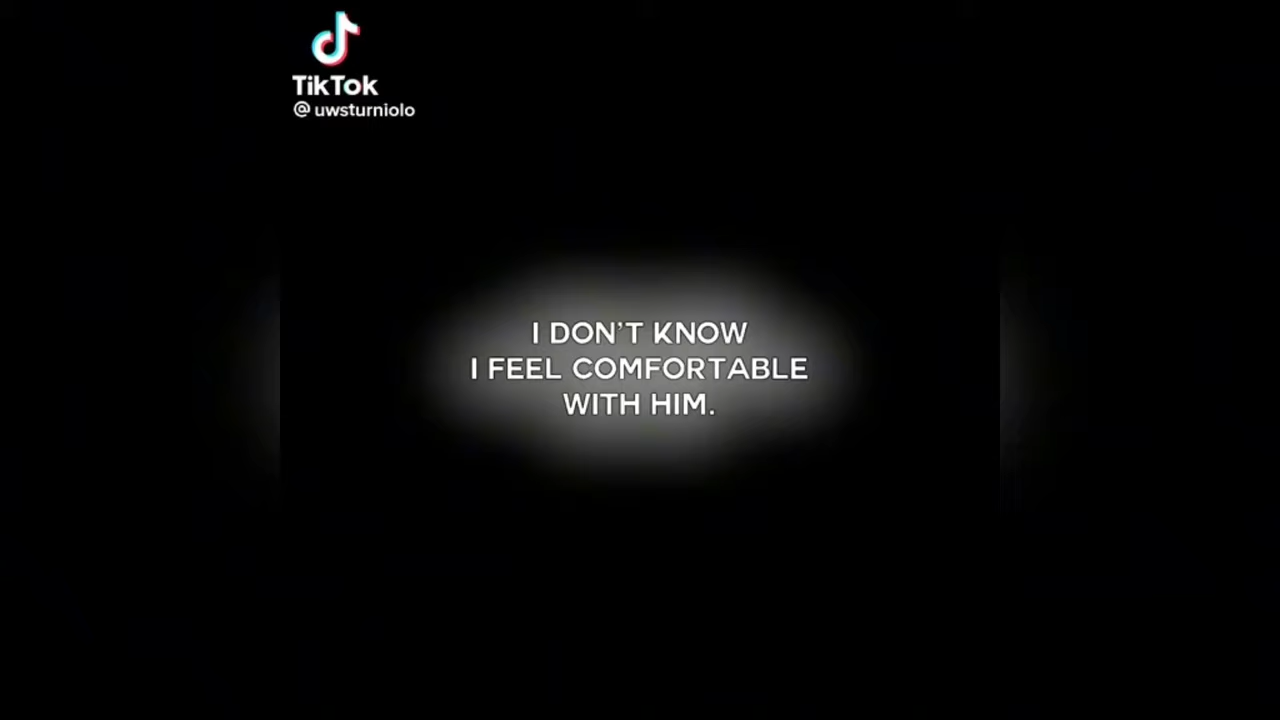 TikTok
@ uwsturniolo
I DON'T KNOW
I FEEL COMFORTABLE
WITH HIM.